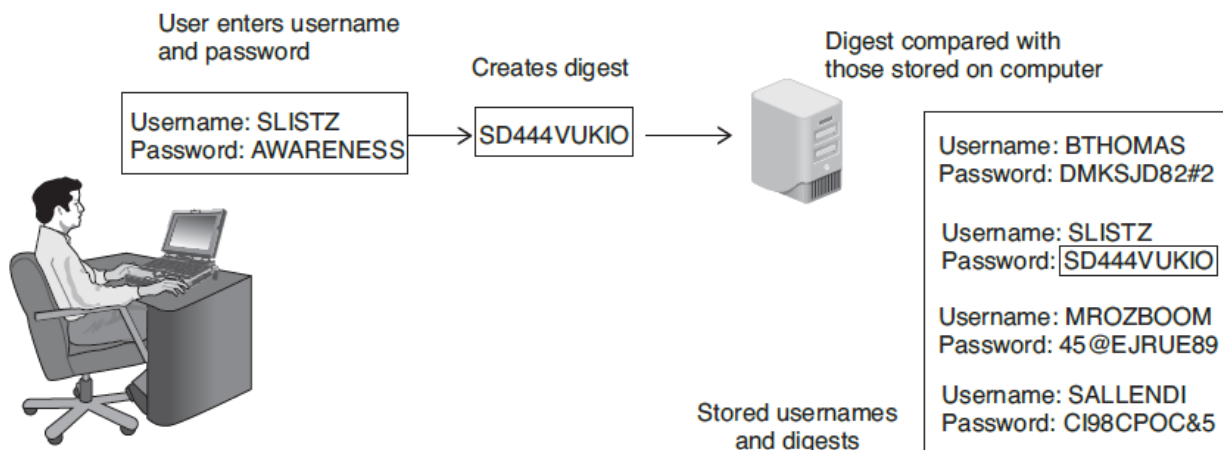 User enters username
and password
Creates digest
Digest compared with
those stored on computer
Username: SLISTZ
Password: AWARENESS
SD444VUKIO
Username: BTHOMAS
Password: DMKSJD82#2
Username: SLISTZ
Password: SD444VUKIO
Username: MROZBOOM
Password: 45@EJRUE89
Username: SALLENDI
Password: CI98CPOC&5
Stored usernames
and digests